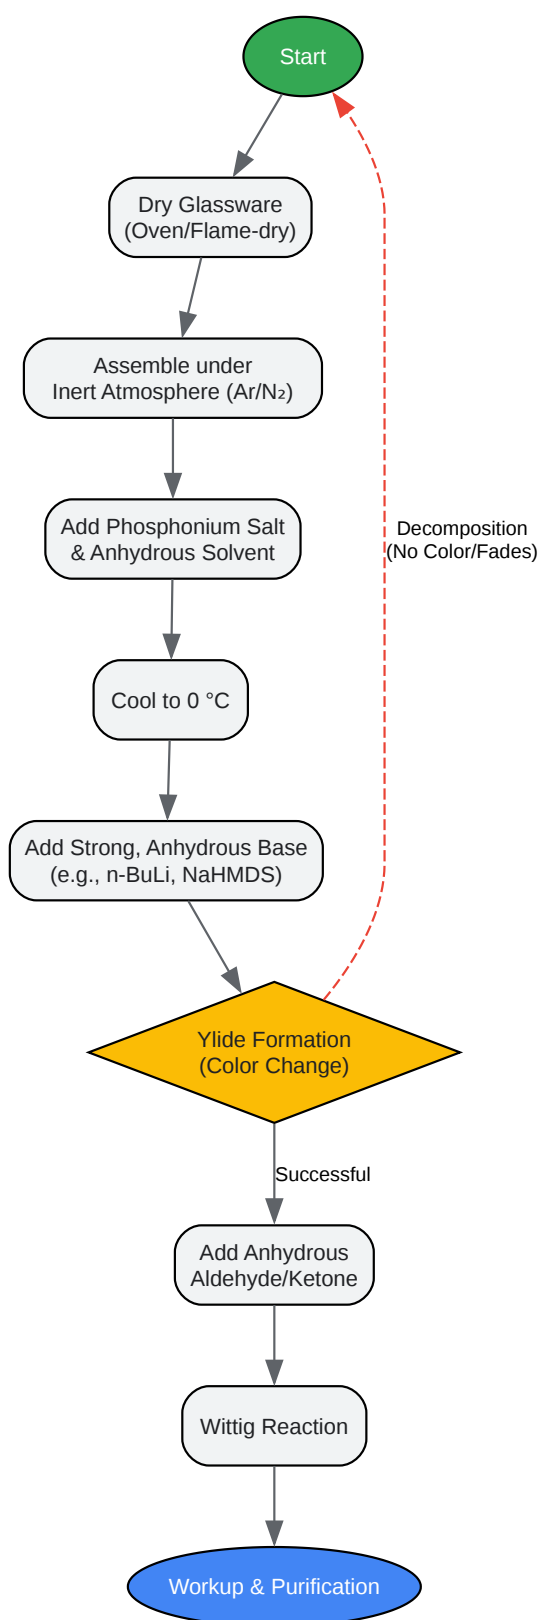 Start
Dry Glassware
(Oven/Flame-dry)
Assemble under
Inert Atmosphere (Ar/N₂)
Add Phosphonium Salt
& Anhydrous Solvent
Decomposition
(No Color/Fades)
Cool to 0 °C
Add Strong, Anhydrous Base
(e.g., n-BuLi, NaHMDS)
Ylide Formation
(Color Change)
Successful
Add Anhydrous
Aldehyde/Ketone
Wittig Reaction
Workup & Purification